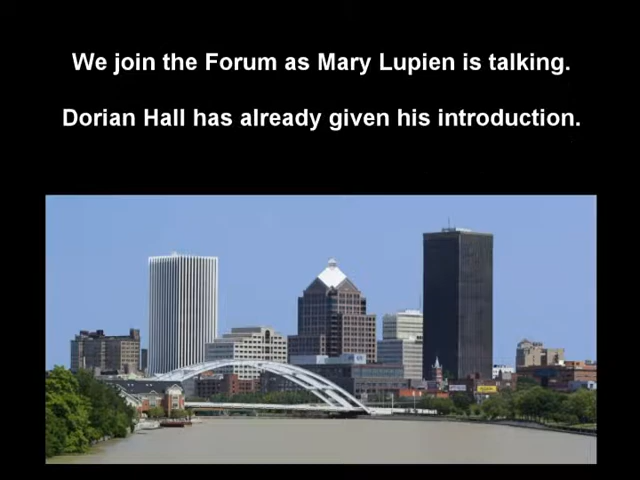 We join the Forum as Mary Lupien is talking.
Dorian Hall has already given his introduction.